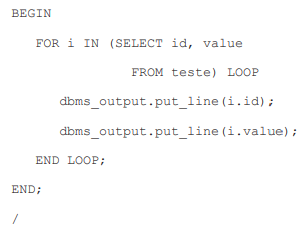 BEGIN
FOR i IN (SELECT id, value
FROM teste) LOOP
dbms_output.put_line(i.id);
dbms_output.put_line(i.value);
END LOOP;
END;
/